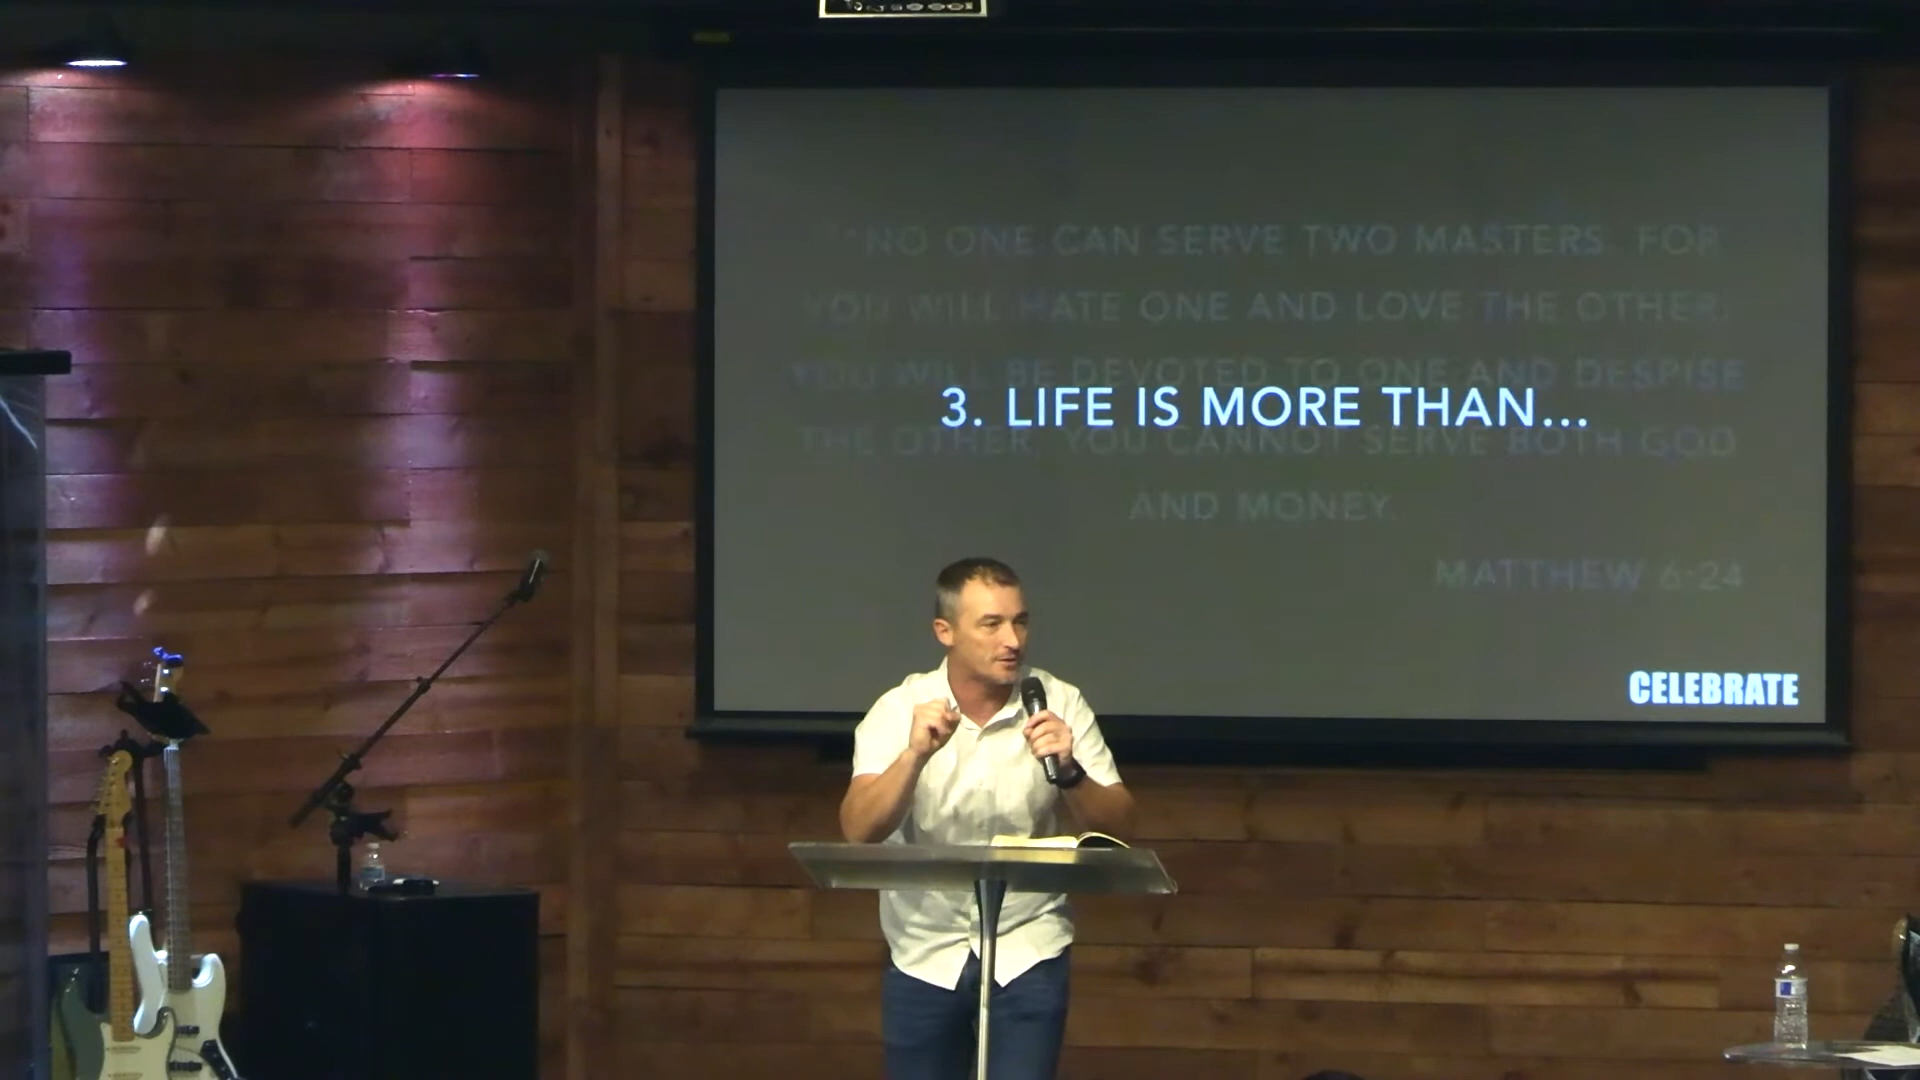 "NO ONE CAN SERVE TWO MASTERS. FOR
YOU WILL HATE ONE AND LOVE THE OTHER;
YOU WILL BE DEVOTED TO ONE AND DESPISE
3. LIFE IS MORE THAN...
THE OTHER. YOU CANNOT SERVE BOTH GOD
AND MONEY.
MATTHEW 6:24
CELEBRATE